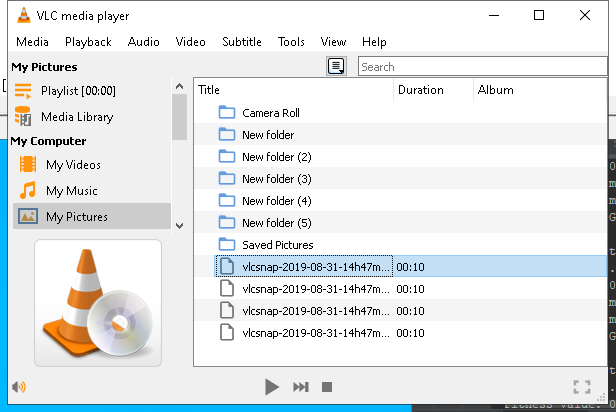 VLC media player
Media Playback Audio Video Subtitle Tools View Help
My Pictures
Search
Playlist [00:00]
Media Library
My Computer
My Videos
My Music
My Pictures
Title Duration Album
Camera Roll
New folder
New folder (2)
New folder (3)
New folder (4)
New folder (5)
Saved Pictures
vlcsnap-2019-08-31-14h47m... 00:10
vlcsnap-2019-08-31-14h47m... 00:10
vlcsnap-2019-08-31-14h47m... 00:10
vlcsnap-2019-08-31-14h47m... 00:10